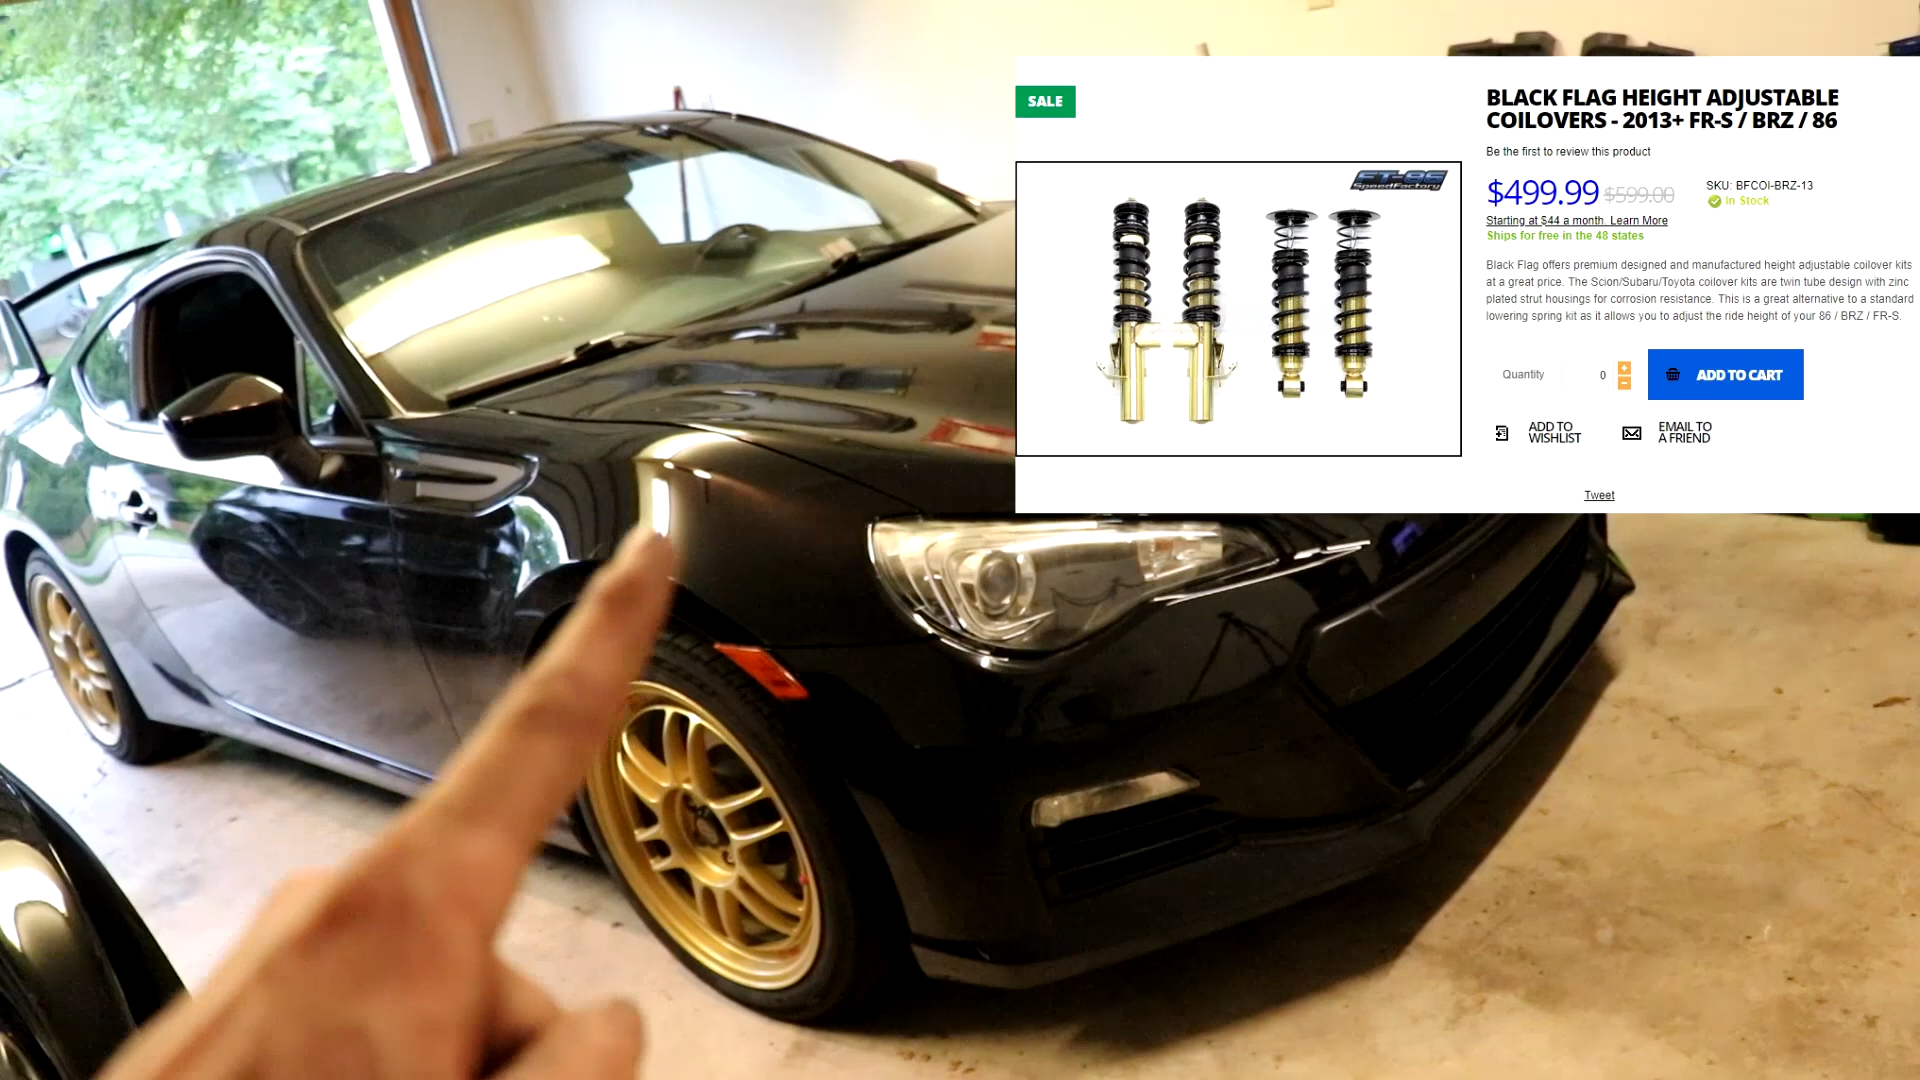 SALE
FT-86
SpeedFactory
BLACK FLAG HEIGHT ADJUSTABLE
COILOVERS - 2013+ FR-S / BRZ / 86
Be the first to review this product
$499.99 $599.00
SKU: BFCOI-BRZ-13
In Stock
Starting at $44 a month. Learn More
Ships for free in the 48 states
Black Flag offers premium designed and manufactured height adjustable coilover kits
at a great price. The Scion/Subaru/Toyota coilover kits are twin tube design with zinc
plated strut housings for corrosion resistance. This is a great alternative to a standard
lowering spring kit as it allows you to adjust the ride height of your 86 / BRZ / FR-S.
Quantity
0
ADD TO CART
ADD TO
WISHLIST
EMAIL TO
A FRIEND
Tweet